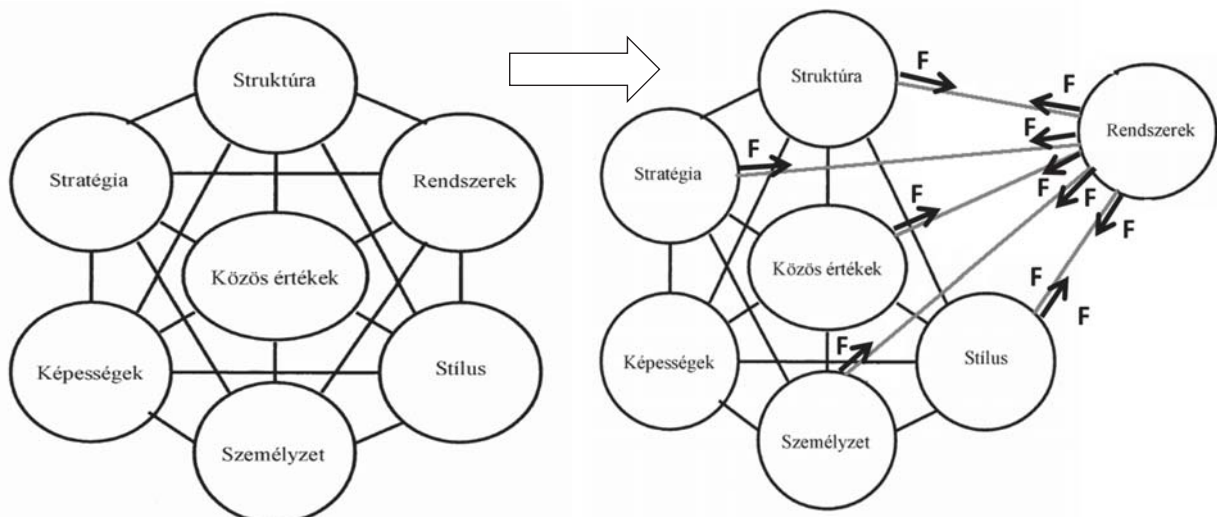 Struktúra
Stratégia
Rendszerek
Közös értékek
Képességek
Stílus
Személyzet
Struktúra
F
F
Rendszerek
F
F
Stratégia
F
F
F
Közös értékek
F
F
F
F
Képességek
Stílus
Személyzet